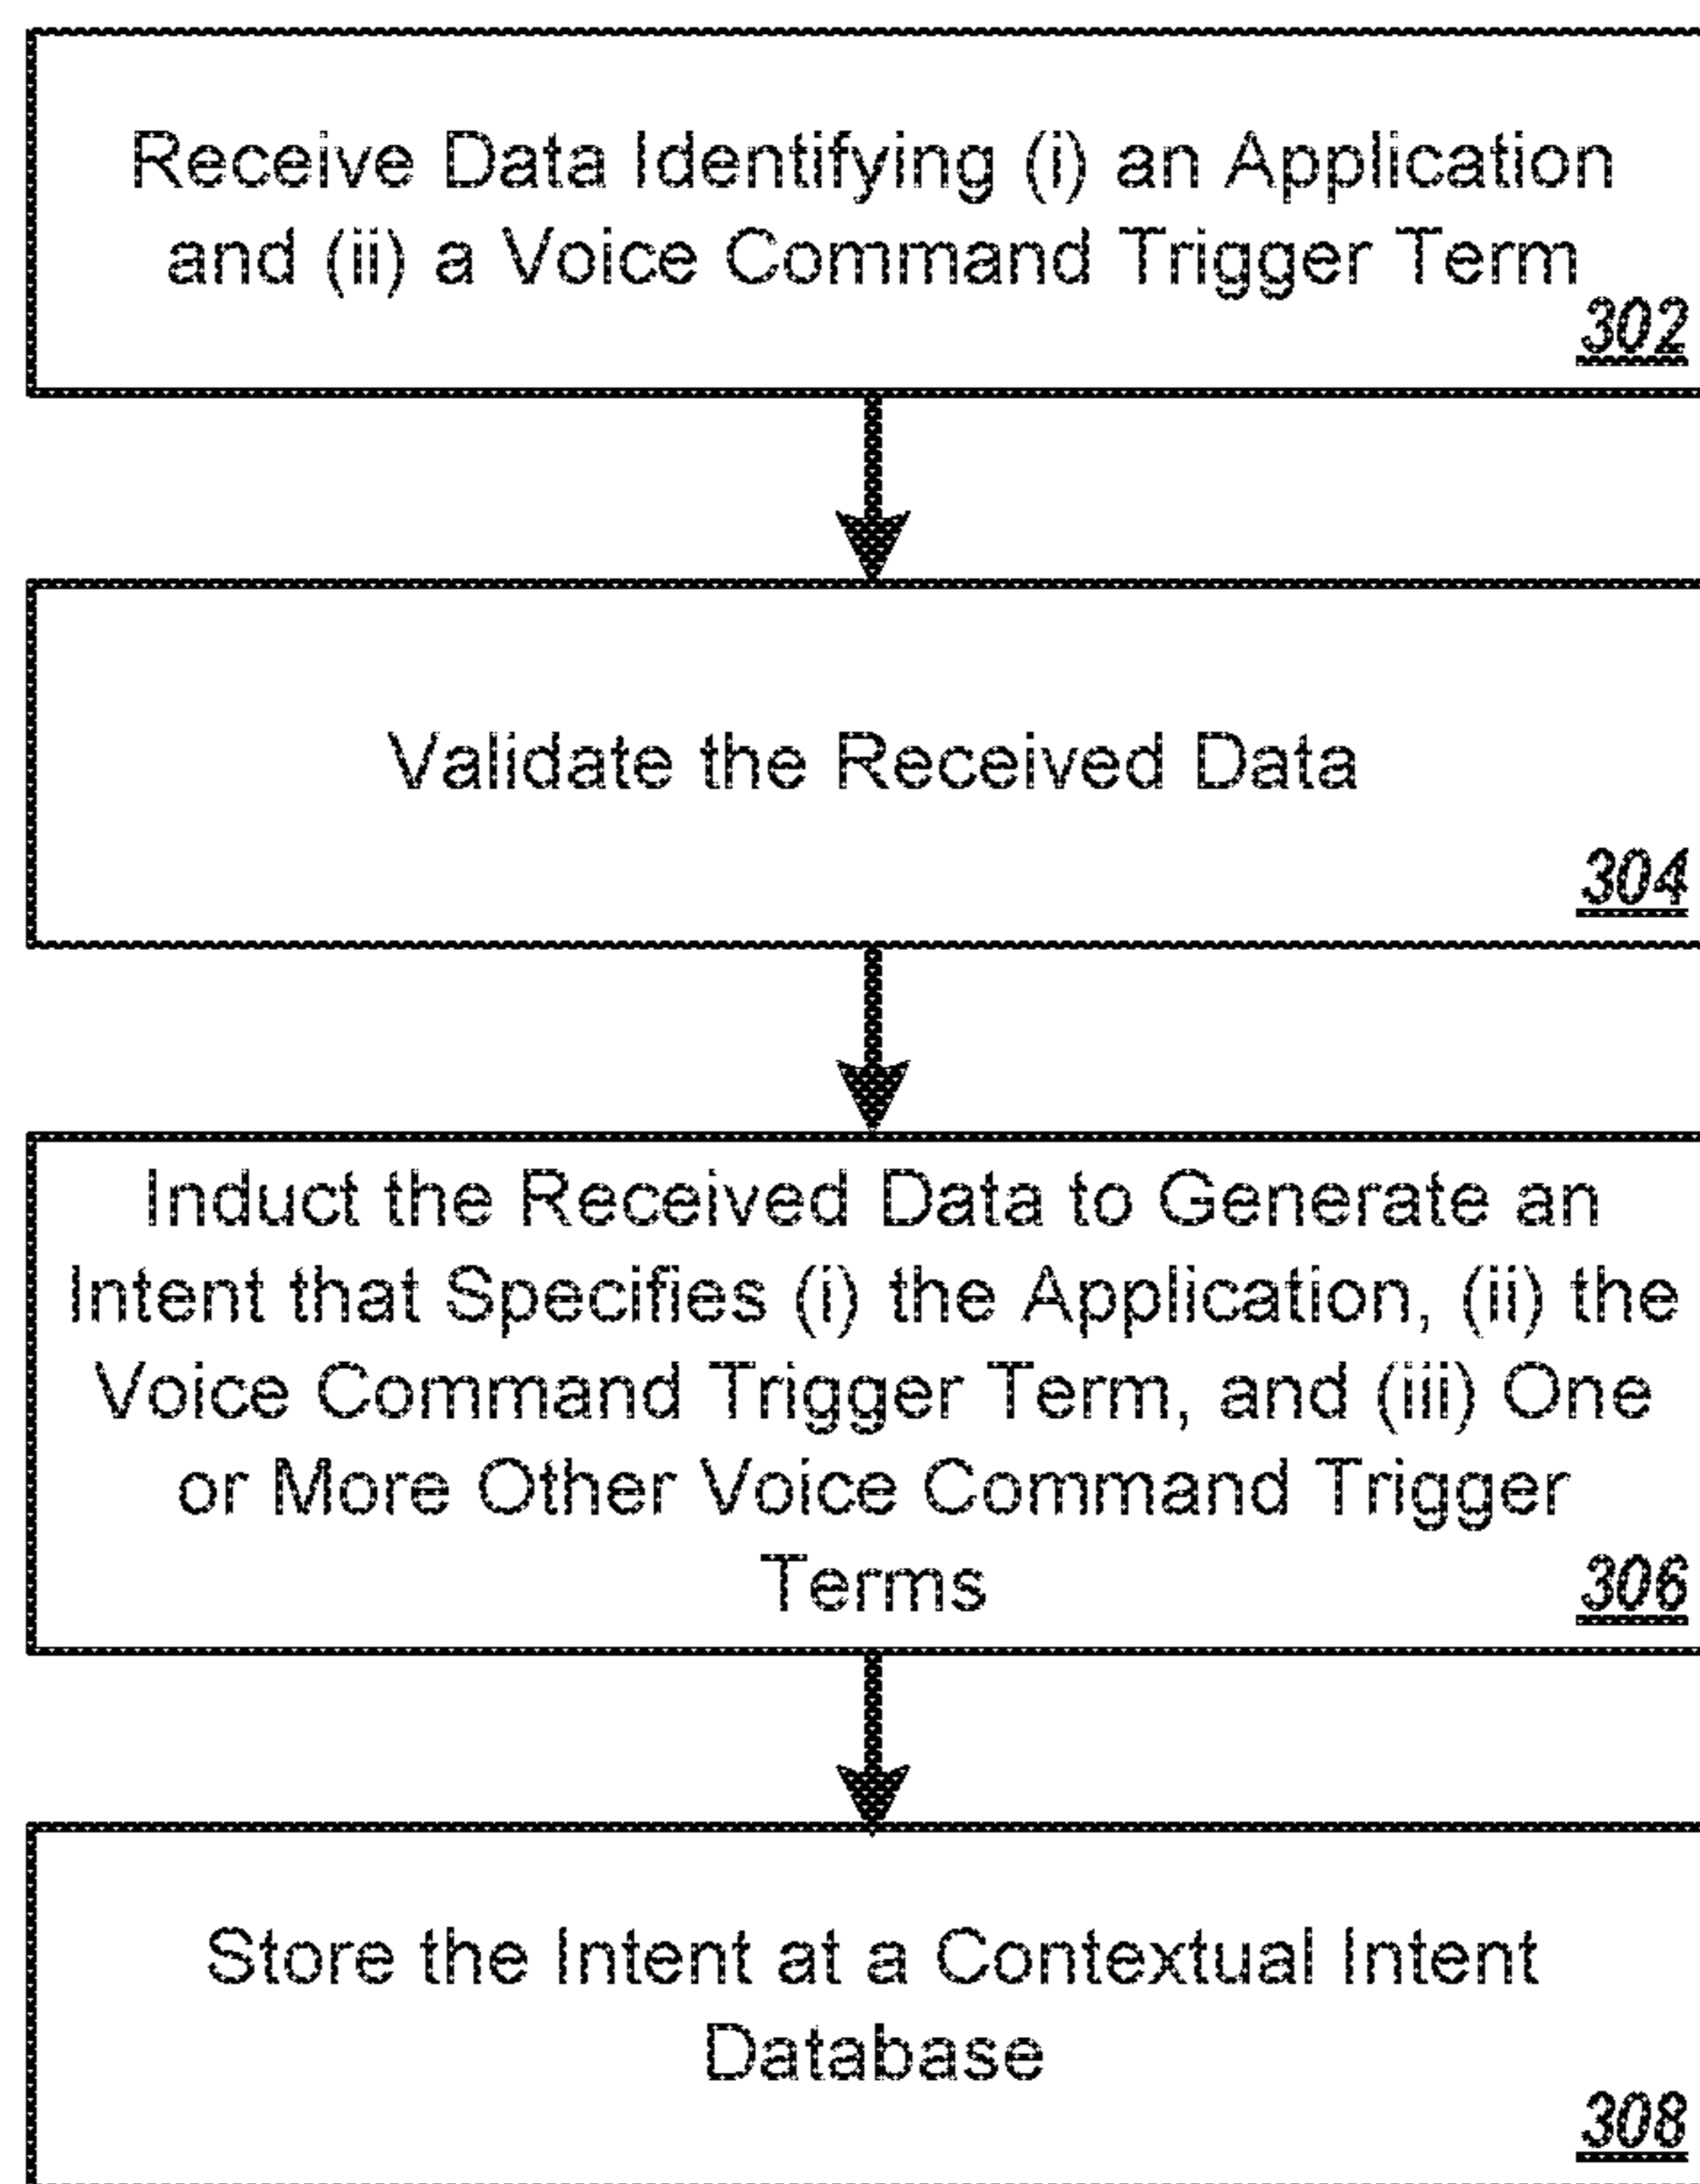 Receive Data Identifying (i) an Application
and (ii) a Voice Command Trigger Term
302
Validate the Received Data
304
Induct the Received Data to Generate an
Intent that Specifies (i) the Application, (ii) the
Voice Command Trigger Term, and (iii) One
or More Other Voice Command Trigger
Terms
306
Store the Intent at a Contextual Intent
Database
308